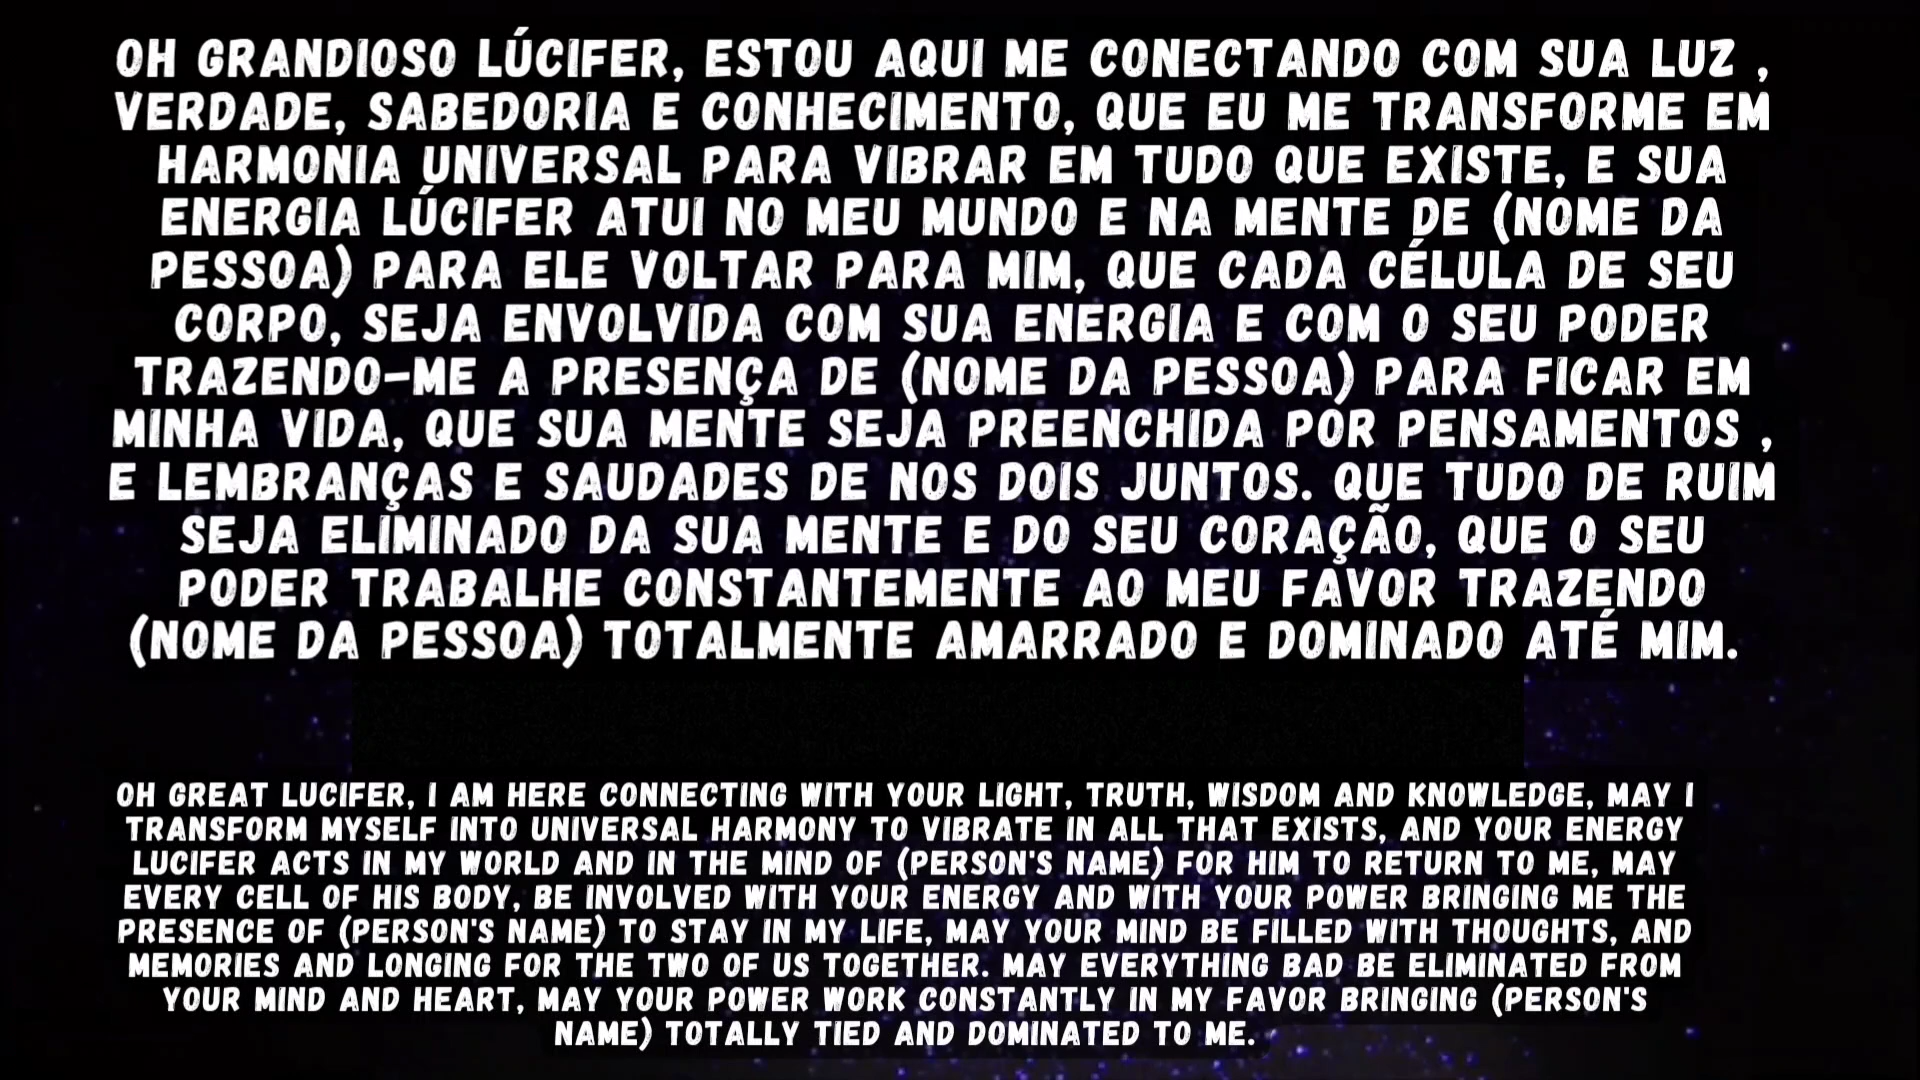 OH GRANDIOSO LÚCIFER, ESTOU AQUI ME CONECTANDO COM SUA LUZ ,
VERDADE, SABEDORIA E CONHECIMENTO, QUE EU ME TRANSFORME EM
HARMONIA UNIVERSAL PARA VIBRAR EM TUDO QUE EXISTE, E SUA
ENERGIA LÚCIFER ATUI NO MEU MUNDO E NA MENTE DE (NOME DA
PESSOA) PARA ELE VOLTAR PARA MIM, QUE CADA CÉLULA DE SEU
CORPO, SEJA ENVOLVIDA COM SUA ENERGIA E COM O SEU PODER
TRAZENDO-ME A PRESENÇA DE (NOME DA PESSOA) PARA FICAR EM
MINHA VIDA, QUE SUA MENTE SEJA PREENCHIDA POR PENSAMENTOS ,
E LEMBRANÇAS E SAUDADES DE NOS DOIS JUNTOS. QUE TUDO DE RUIM
SEJA ELIMINADO DA SUA MENTE E DO SEU CORAÇÃO, QUE O SEU
PODER TRABALHE CONSTANTEMENTE AO MEU FAVOR TRAZENDO
(NOME DA PESSOA) TOTALMENTE AMARRADO E DOMINADO ATÉ MIM.
OH GREAT LUCIFER, I AM HERE CONNECTING WITH YOUR LIGHT, TRUTH, WISDOM AND KNOWLEDGE, MAY I
TRANSFORM MYSELF INTO UNIVERSAL HARMONY TO VIBRATE IN ALL THAT EXISTS, AND YOUR ENERGY
LUCIFER ACTS IN MY WORLD AND IN THE MIND OF (PERSON'S NAME) FOR HIM TO RETURN TO ME, MAY
EVERY CELL OF HIS BODY, BE INVOLVED WITH YOUR ENERGY AND WITH YOUR POWER BRINGING ME THE
PRESENCE OF (PERSON'S NAME) TO STAY IN MY LIFE, MAY YOUR MIND BE FILLED WITH THOUGHTS, AND
MEMORIES AND LONGING FOR THE TWO OF US TOGETHER. MAY EVERYTHING BAD BE ELIMINATED FROM
YOUR MIND AND HEART, MAY YOUR POWER WORK CONSTANTLY IN MY FAVOR BRINGING (PERSON'S
NAME) TOTALLY TIED AND DOMINATED TO ME.